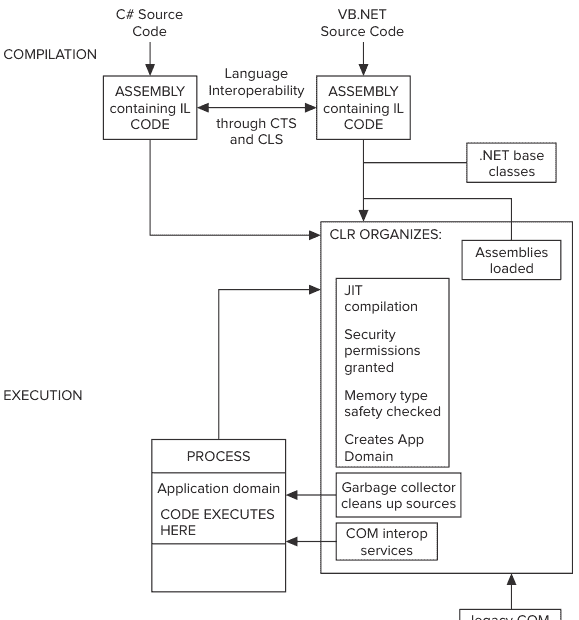 C# Source
Code
VB.NET
Source Code
COMPILATION
ASSEMBLY
containing IL
CODE
Language
Interoperability
through CTS
and CLS
ASSEMBLY
containing IL
CODE
.NET base
classes
CLR ORGANIZES:
Assemblies
loaded
JIT
compilation
Security
permissions
granted
Memory type
safety checked
Creates App
Domain
EXECUTION
PROCESS
Application domain
CODE EXECUTES
HERE
Garbage collector
cleans up sources
COM interop
services
legacy COM